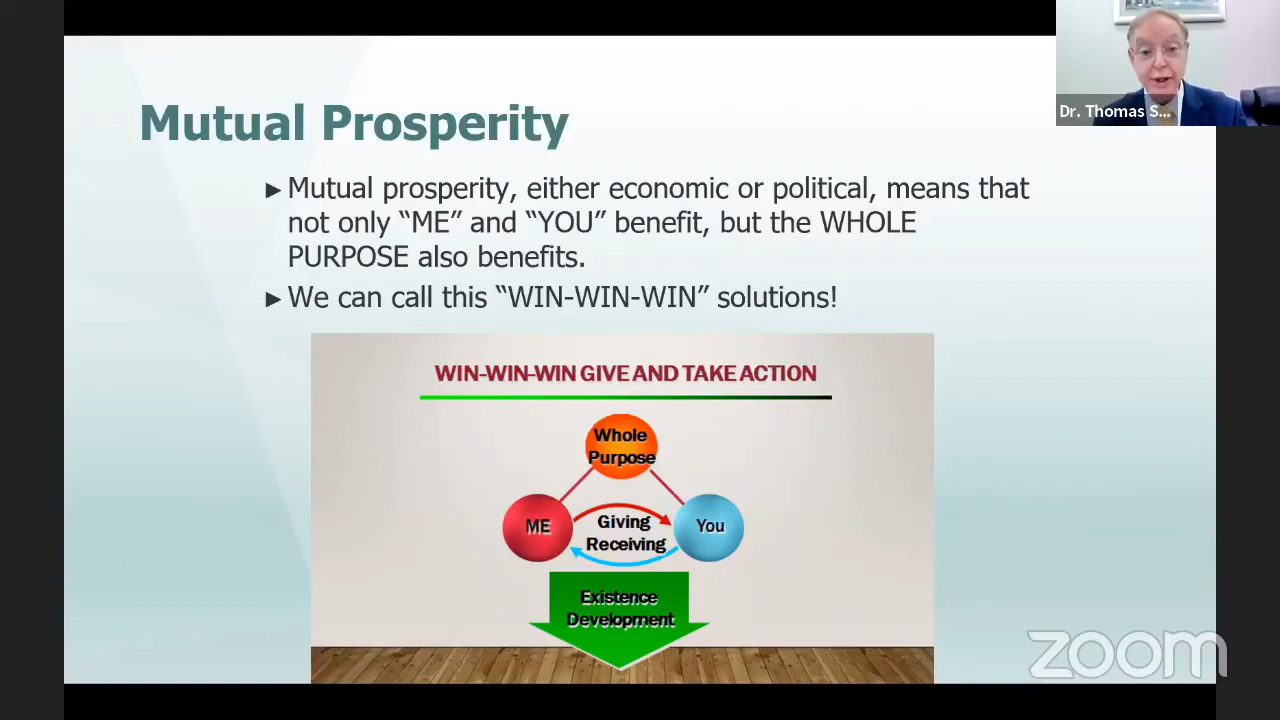 Mutual Prosperity
►Mutual prosperity, either economic or political, means that
not only “ME” and “YOU” benefit, but the WHOLE
PURPOSE also benefits.
►We can call this “WIN-WIN-WIN” solutions!
WIN-WIN-WIN GIVE AND TAKE ACTION
Whole
Purpose
ME
Giving
Receiving
You
Existence
Development
Dr. Thomas S...
zoom